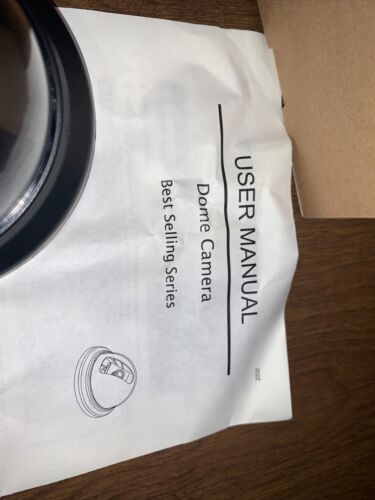 USER MANUAL
Dome Camera
Best Selling Series